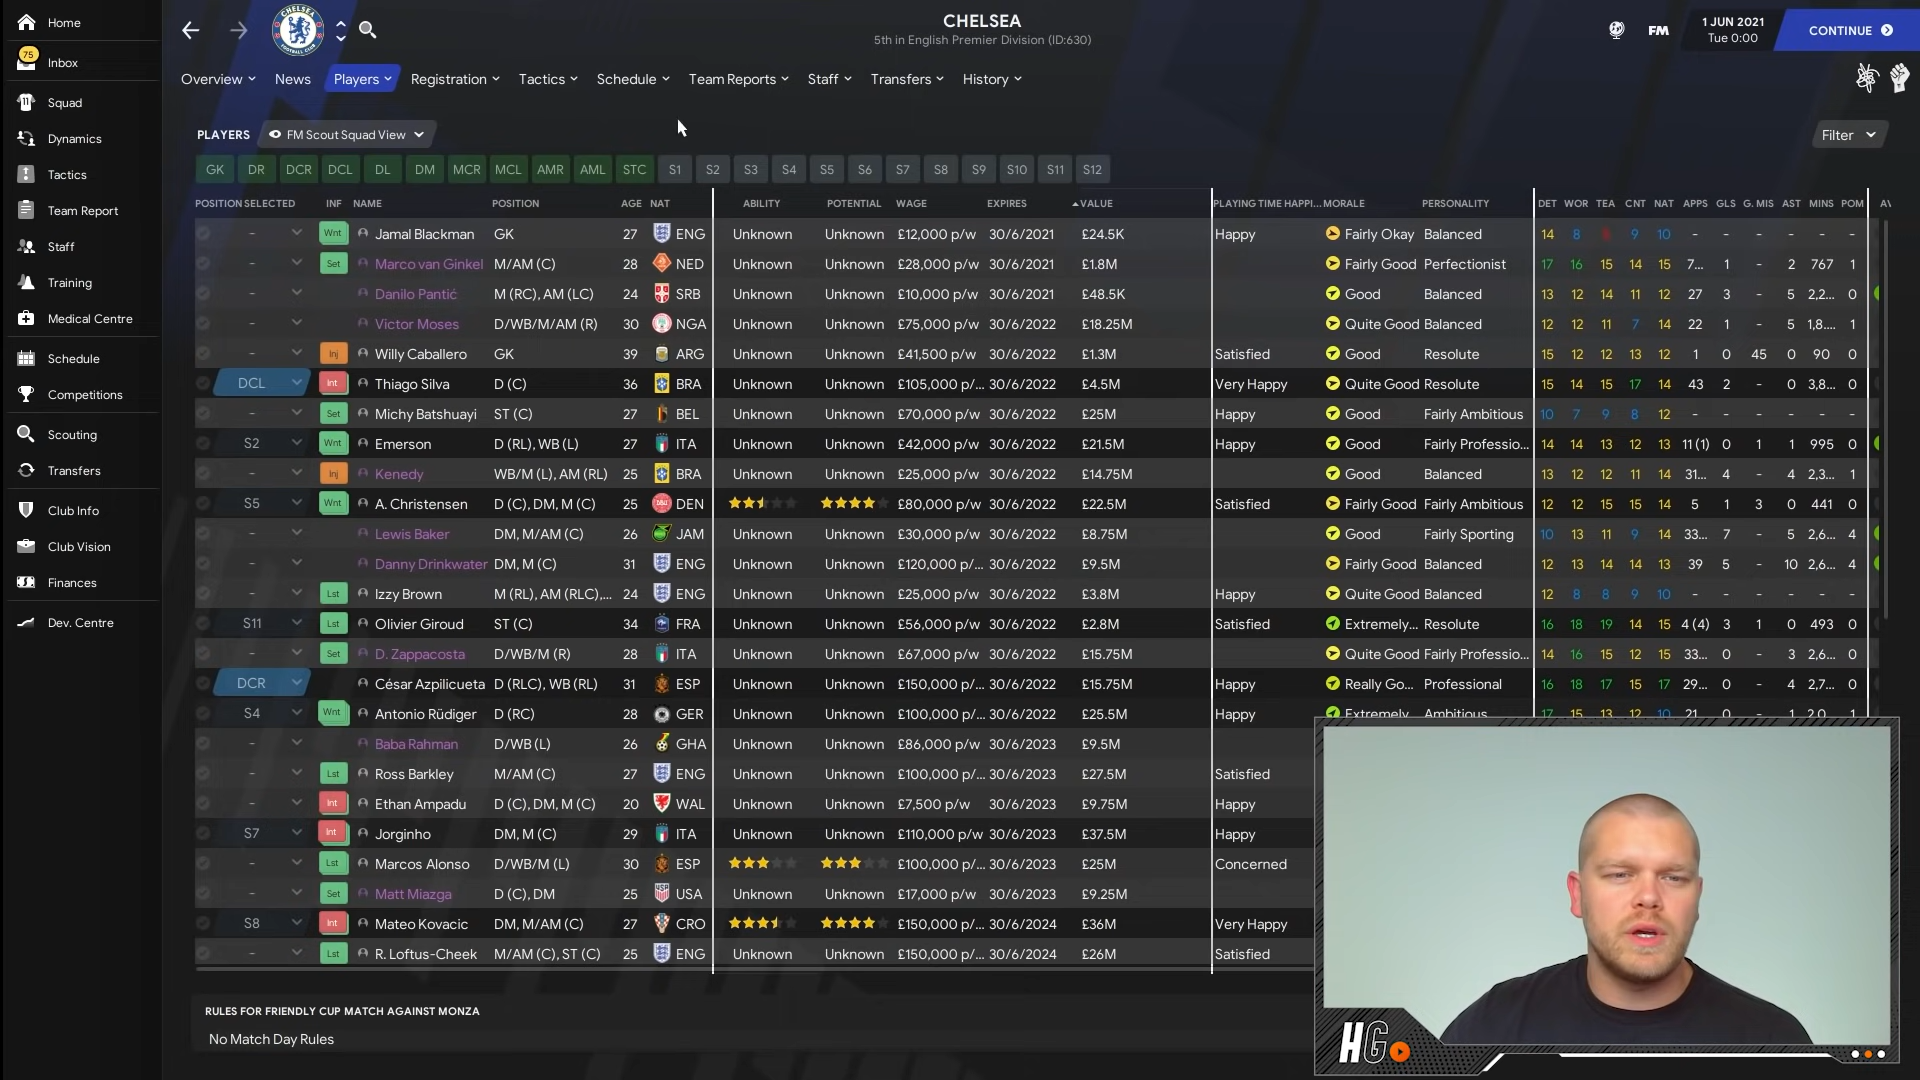 CHELSEA
5th in English Premier Division (ID:630)
FM
1 JUN 2021
Tue 0:00
CONTINUE
Home
75
Inbox
Squad
Dynamics
Tactics
Team Report
Staff
Training
Medical Centre
Schedule
Competitions
Scouting
Transfers
Club Info
Club Vision
Finances
Dev. Centre
Overview News Players Registration Tactics Schedule Team Reports Staff Transfers History
PLAYERS FM Scout Squad View Filter
GK DR DCR DCL DL DM MCR MCL AMR AML STC S1 S2 S3 S4 S5 S6 S7 S8 S9 S10 S11 S12
POSITION SELECTED INF NAME POSITION AGE NAT ABILITY POTENTIAL WAGE EXPIRES VALUE PLAYING TIME HAPPI... MORALE PERSONALITY DET WOR TEA CNT NAT APPS GLS G. MIS AST MINS POM AV
- Wnt Jamal Blackman GK 27 ENG Unknown Unknown £12,000 p/w 30/6/2021 £24.5K Happy Fairly Okay Balanced 14 8 9 10 - - - - - -
- Set Marco van Ginkel M/AM (C) 28 NED Unknown Unknown £28,000 p/w 30/6/2021 £1.8M Fairly Good Perfectionist 17 16 15 14 15 7... 1 - 2 767 1
- Danilo Pantić M (RC), AM (LC) 24 SRB Unknown Unknown £10,000 p/w 30/6/2021 £48.5K Good Balanced 13 12 14 11 12 27 3 - 5 2,2... 0
- Victor Moses D/WB/M/AM (R) 30 NGA Unknown Unknown £75,000 p/w 30/6/2022 £18.25M Quite Good Balanced 12 12 11 7 14 22 1 - 5 1,8.... 1
- Inj Willy Caballero GK 39 ARG Unknown Unknown £41,500 p/w 30/6/2022 £1.3M Satisfied Good Resolute 15 12 12 13 12 1 0 45 0 90 0
DCL Int Thiago Silva D (C) 36 BRA Unknown Unknown £105,000 p/... 30/6/2022 £4.5M Very Happy Quite Good Resolute 15 14 15 17 14 43 2 - 0 3,8... 0
- Set Michy Batshuayi ST (C) 27 BEL Unknown Unknown £70,000 p/w 30/6/2022 £25M Happy Good Fairly Ambitious 10 7 9 8 12 - - - - - -
S2 Wnt Emerson D (RL), WB (L) 27 ITA Unknown Unknown £42,000 p/w 30/6/2022 £21.5M Happy Good Fairly Professio... 14 14 13 12 13 11 (1) 0 1 1 995 0
- Inj Kenedy WB/M (L), AM (RL) 25 BRA Unknown Unknown £25,000 p/w 30/6/2022 £14.75M Good Balanced 13 12 12 11 14 31... 4 - 4 2,3... 1
S5 Wnt A. Christensen D (C), DM, M (C) 25 DEN £80,000 p/w 30/6/2022 £22.5M Satisfied Fairly Good Fairly Ambitious 12 12 15 15 14 5 1 3 0 441 0
- Lewis Baker DM, M/AM (C) 26 JAM Unknown Unknown £30,000 p/w 30/6/2022 £8.75M Good Fairly Sporting 10 13 11 9 14 33... 7 - 5 2,6... 4
- Danny Drinkwater DM, M (C) 31 ENG Unknown Unknown £120,000 p/... 30/6/2022 £9.5M Fairly Good Balanced 12 13 14 14 13 39 5 - 10 2,6... 4
- Lst Izzy Brown M (RL), AM (RLC),... 24 ENG Unknown Unknown £25,000 p/w 30/6/2022 £3.8M Happy Quite Good Balanced 12 8 8 9 10 - - - - - -
S11 Lst Olivier Giroud ST (C) 34 FRA Unknown Unknown £56,000 p/w 30/6/2022 £2.8M Satisfied Extremely... Resolute 16 18 19 14 15 4 (4) 3 1 0 493 0
- Set D. Zappacosta D/WB/M (R) 28 ITA Unknown Unknown £67,000 p/w 30/6/2022 £15.75M Quite Good Fairly Professio... 14 16 15 12 15 33... 0 - 3 2,6... 0
DCR César Azpilicueta D (RLC), WB (RL) 31 ESP Unknown Unknown £150,000 p/... 30/6/2022 £15.75M Happy Really Go... Professional 16 18 17 15 17 29... 0 - 4 2,7... 0
S4 Wnt Antonio Rüdiger D (RC) 28 GER Unknown Unknown £100,000 p/... 30/6/2022 £25.5M Happy Extremely Ambitious 17 15 13 12 10 21 0 - 1 2,0 1
- Baba Rahman D/WB (L) 26 GHA Unknown Unknown £86,000 p/w 30/6/2023 £9.5M
- Lst Ross Barkley M/AM (C) 27 ENG Unknown Unknown £100,000 p/... 30/6/2023 £27.5M Satisfied
- Int Ethan Ampadu D (C), DM, M (C) 20 WAL Unknown Unknown £7,500 p/w 30/6/2023 £9.75M Happy
S7 Int Jorginho DM, M (C) 29 ITA Unknown Unknown £110,000 p/w 30/6/2023 £37.5M Happy
- Lst Marcos Alonso D/WB/M (L) 30 ESP £100,000 p/... 30/6/2023 £25M Concerned
- Set Matt Miazga D (C), DM 25 USA Unknown Unknown £17,000 p/w 30/6/2023 £9.25M
S8 Int Mateo Kovacic DM, M/AM (C) 27 CRO £150,000 p/... 30/6/2024 £36M Very Happy
- Lst R. Loftus-Cheek M/AM (C), ST (C) 25 ENG Unknown Unknown £150,000 p/... 30/6/2024 £26M Satisfied
RULES FOR FRIENDLY CUP MATCH AGAINST MONZA
No Match Day Rules
HG